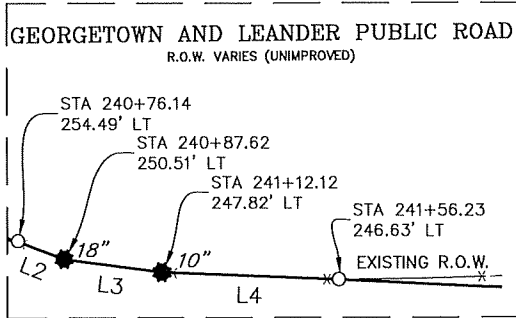 GEORGETOWN AND LEANDER PUBLIC ROAD
R.O.W. VARIES (UNIMPROVED)
STA 240+76.14
254.49' LT
STA 240+87.62
250.51' LT
STA 241+12.12
247.82' LT
STA 241+56.23
246.63' LT
EXISTING R.O.W.
18"
10"
L2
L3
L4